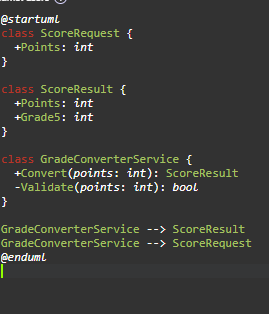 @startuml
class ScoreRequest {
  +Points: int
}

class ScoreResult {
  +Points: int
  +Grade5: int
}

class GradeConverterService {
  +Convert(points: int): ScoreResult
  -Validate(points: int): bool
}

GradeConverterService --> ScoreResult
GradeConverterService --> ScoreRequest
@enduml